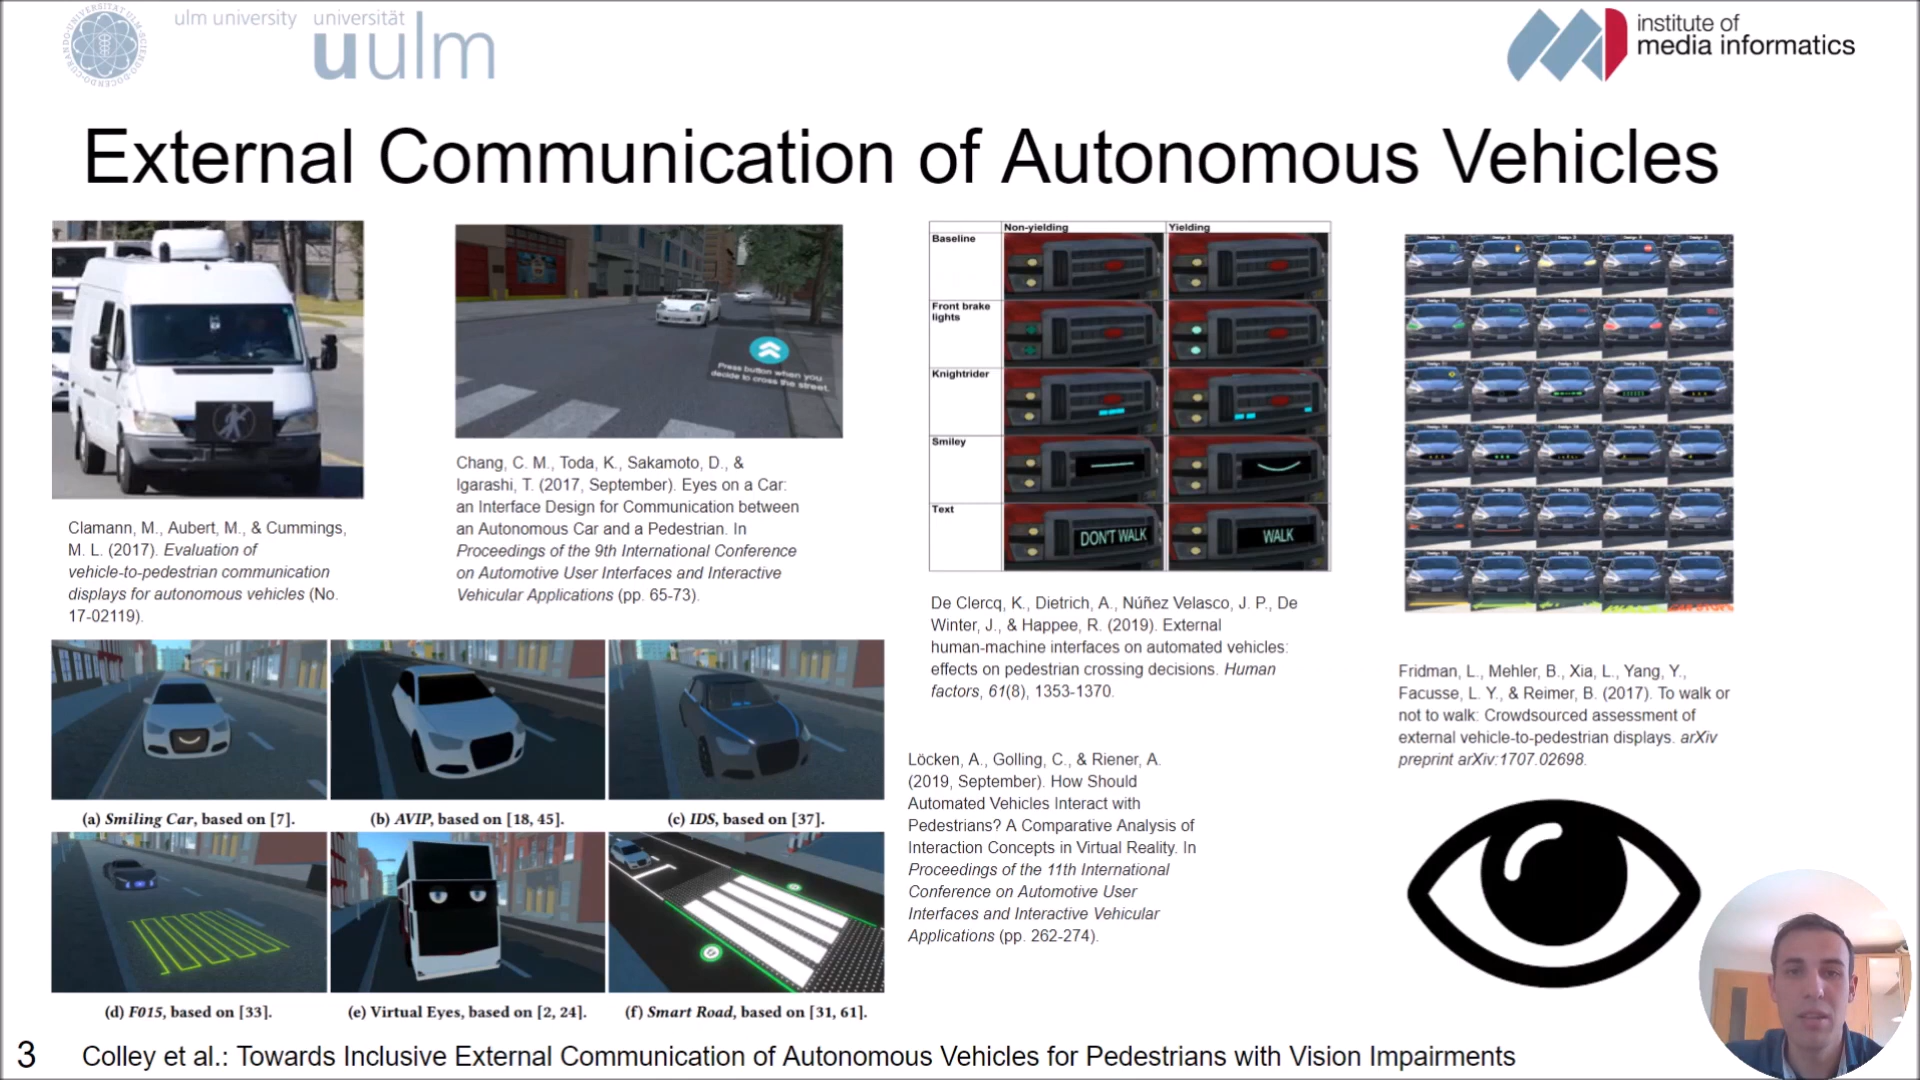 ulm university universität
uulm
institute of
media informatics
External Communication of Autonomous Vehicles
Clamann, M., Aubert, M., & Cummings,
M. L. (2017). Evaluation of
vehicle-to-pedestrian communication
displays for autonomous vehicles (No.
17-02119).
Press button when you
decide to cross the street.
Chang, C. M., Toda, K., Sakamoto, D., &
Igarashi, T. (2017, September). Eyes on a Car:
an Interface Design for Communication between
an Autonomous Car and a Pedestrian. In
Proceedings of the 9th International Conference
on Automotive User Interfaces and Interactive
Vehicular Applications (pp. 65-73).
Non-yielding Yielding
Baseline
Front brake
lights
Knightrider
Smiley
Text
DON'T WALK WALK
De Clercq, K., Dietrich, A., Núñez Velasco, J. P., De
Winter, J., & Happee, R. (2019). External
human-machine interfaces on automated vehicles:
effects on pedestrian crossing decisions. Human
factors, 61(8), 1353-1370.
Fridman, L., Mehler, B., Xia, L., Yang, Y.,
Facusse, L. Y., & Reimer, B. (2017). To walk or
not to walk: Crowdsourced assessment of
external vehicle-to-pedestrian displays. arXiv
preprint arXiv:1707.02698.
(a) Smiling Car, based on [7].
(b) AVIP, based on [18, 45].
(c) IDS, based on [37].
(d) F015, based on [33].
(e) Virtual Eyes, based on [2, 24].
(f) Smart Road, based on [31, 61].
Löcken, A., Golling, C., & Riener, A.
(2019, September). How Should
Automated Vehicles Interact with
Pedestrians? A Comparative Analysis of
Interaction Concepts in Virtual Reality. In
Proceedings of the 11th International
Conference on Automotive User
Interfaces and Interactive Vehicular
Applications (pp. 262-274).
3 Colley et al.: Towards Inclusive External Communication of Autonomous Vehicles for Pedestrians with Vision Impairments